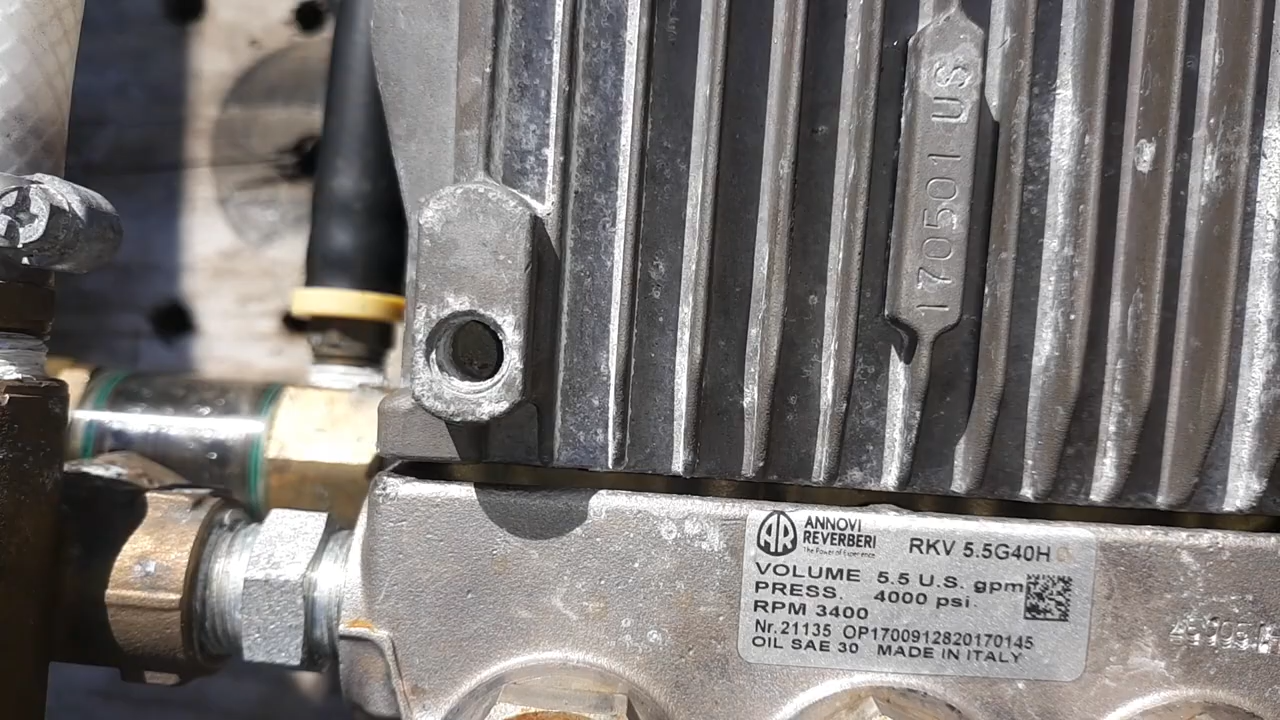 170501 US
AR
ANNOVI
REVERBERI
The Power of Experience
RKV 5.5G40H
VOLUME 5.5 U.S. gpm
PRESS. 4000 psi.
RPM 3400
Nr. 21135 OP1700912820170145
OIL SAE 30 MADE IN ITALY